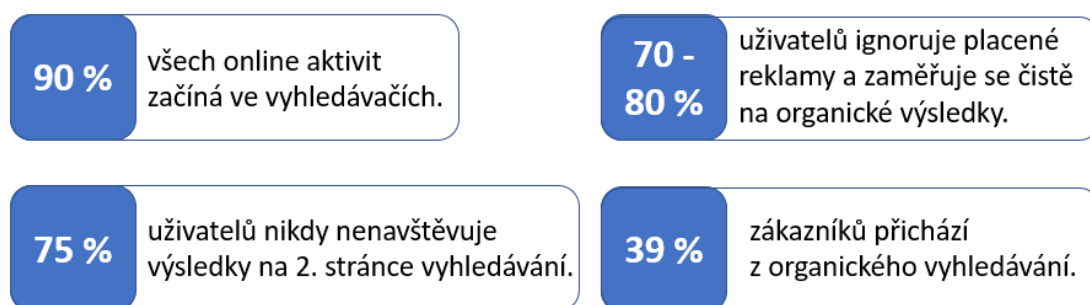 90 %
všech online aktivit
začíná ve vyhledávačích.
70 -
80 %
uživatelů ignoruje placené
reklamy a zaměřuje se čistě
na organické výsledky.
75 %
uživatelů nikdy nenavštěvuje
výsledky na 2. stránce vyhledávání.
39 %
zákazníků přichází
z organického vyhledávání.